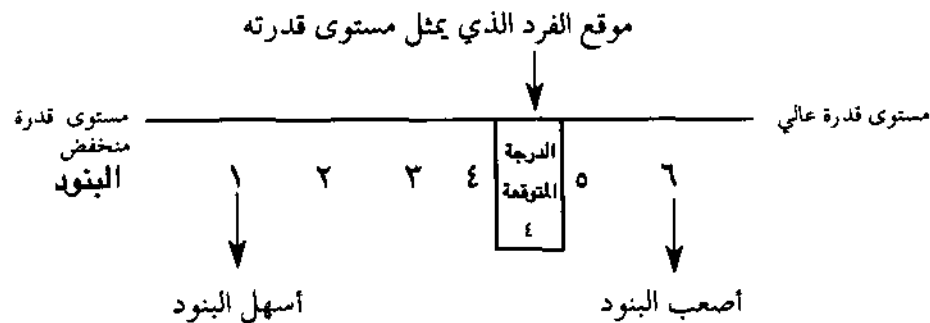 موقع الفرد الذي يمثل مستوى قدرته
مستوى قدرة عالي
مستوى قدرة
منخفض
الدرجة
المتوقعة
٤
البنود ١ ٢ ٣ ٤ ٥ ٦
أسهل البنود
أصعب البنود